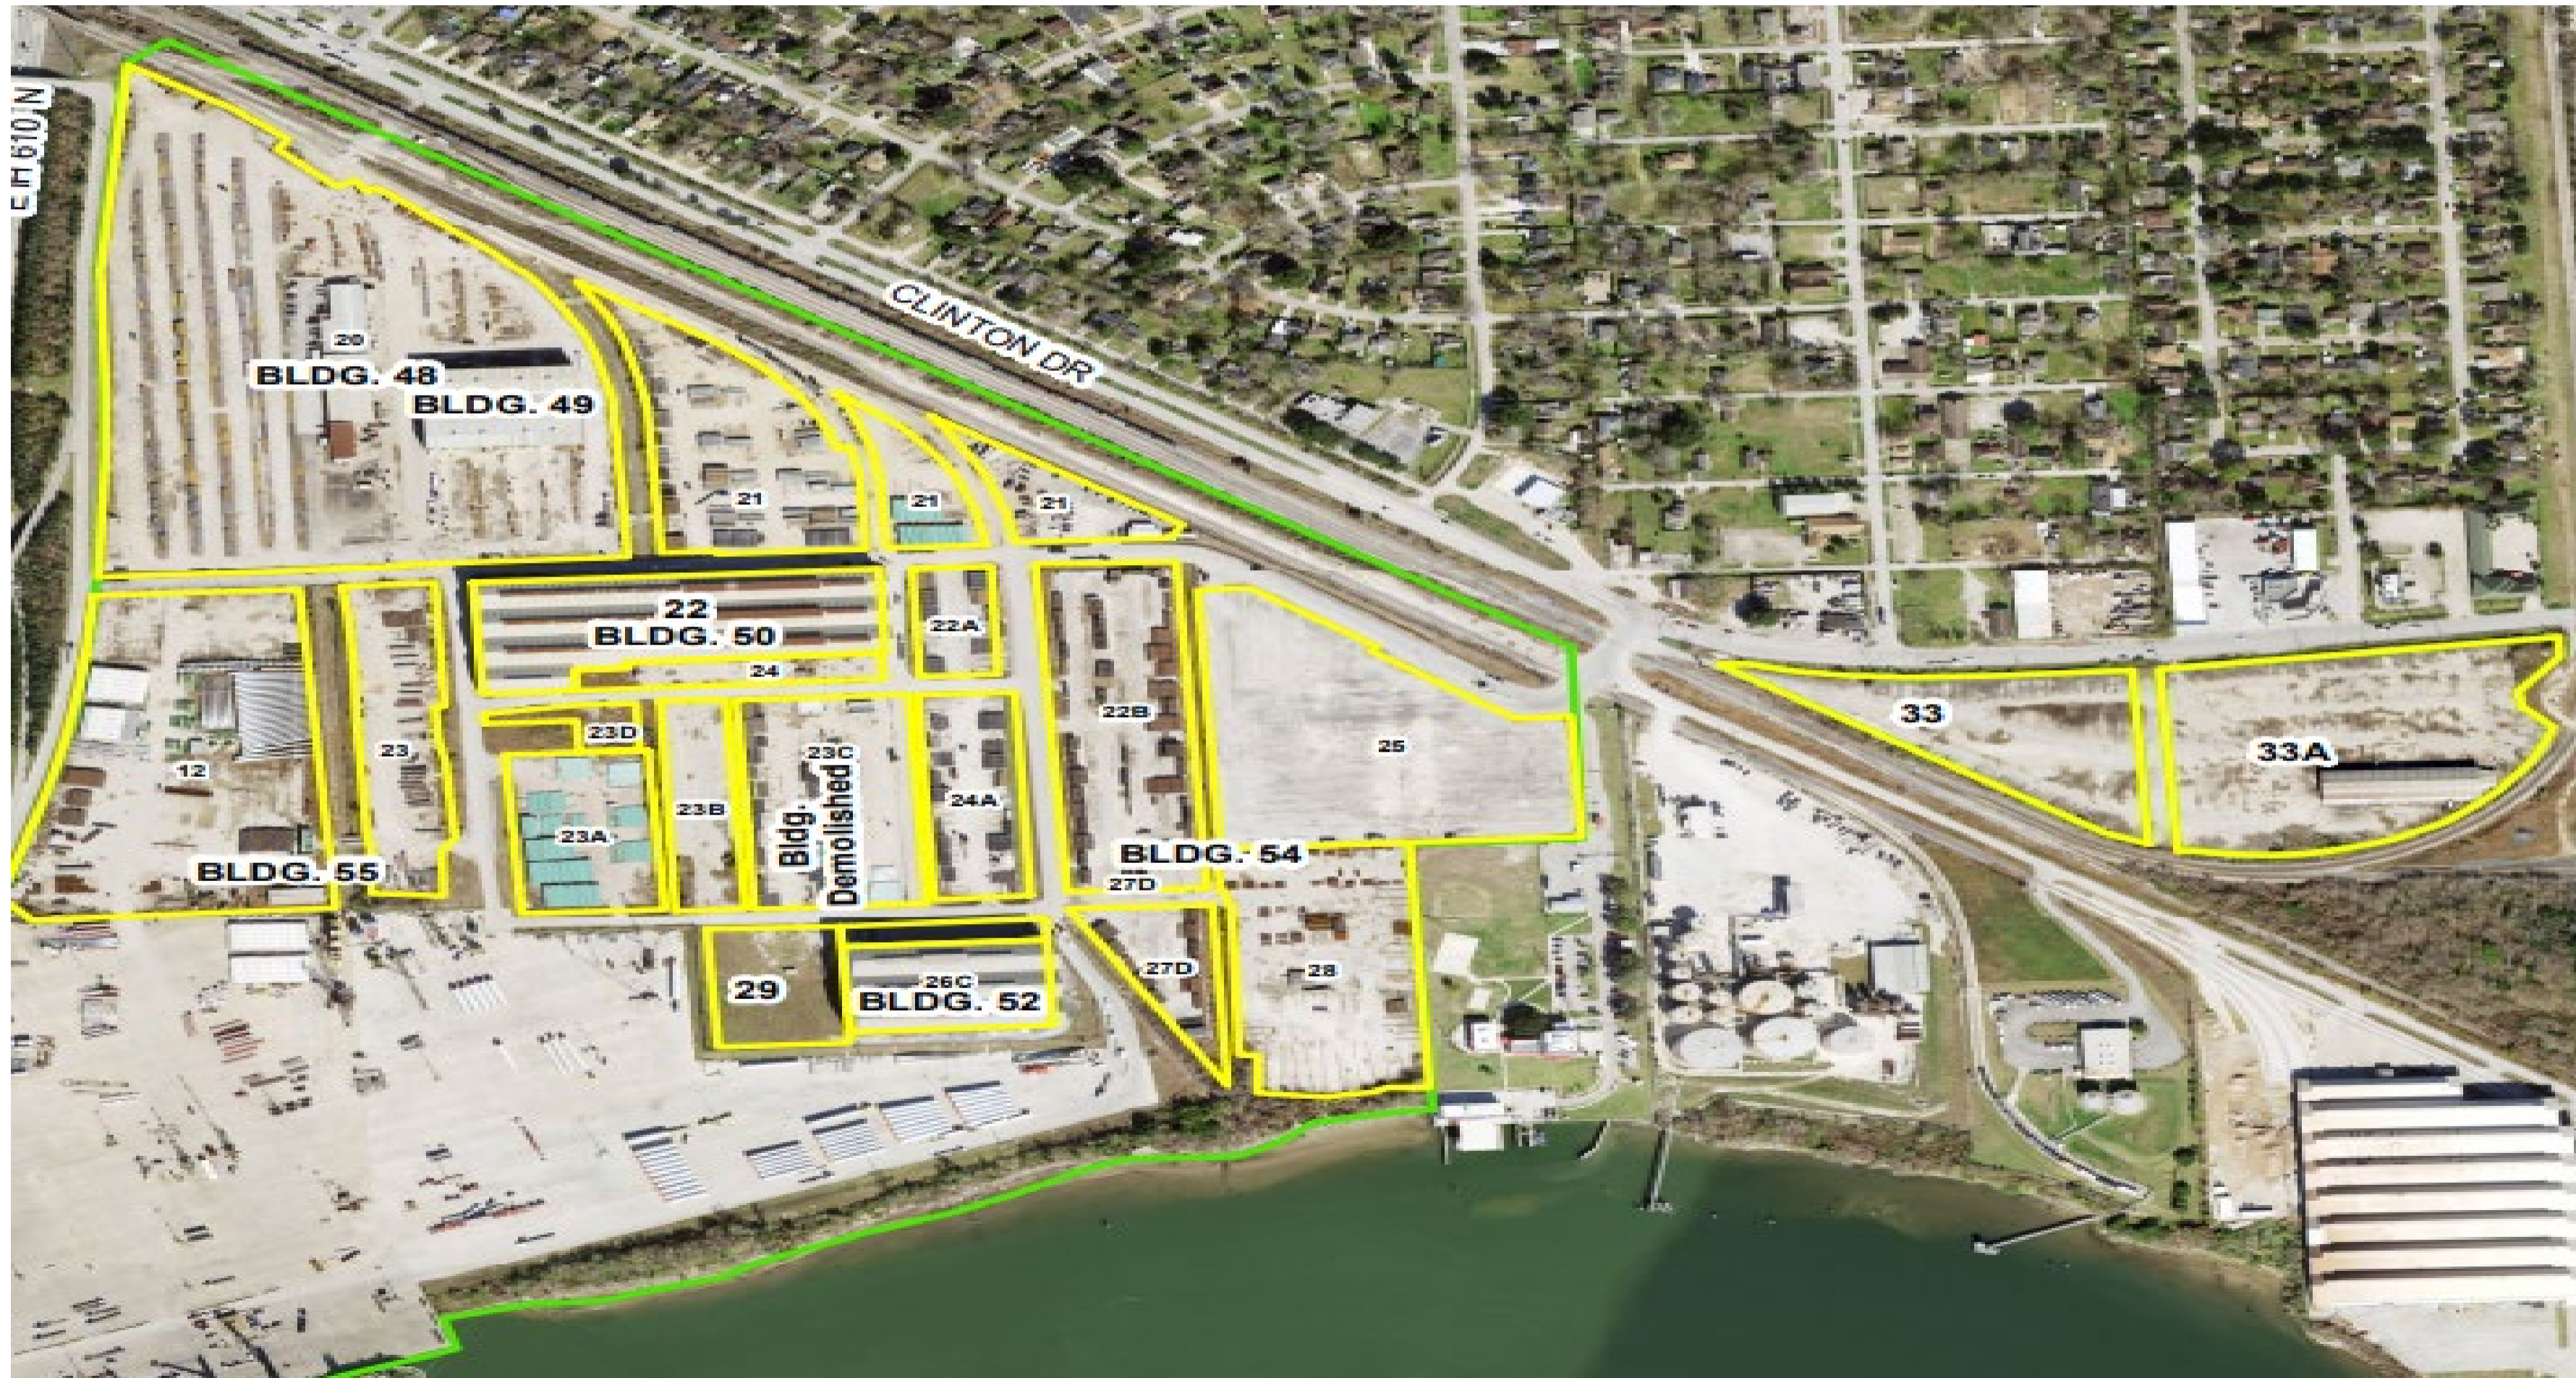 E IH 610 N
CLINTON DR
20
BLDG. 48
BLDG. 49
21
21
21
22
BLDG. 50
22A
24
23
12
23D
22B
25
33
33A
23C
Bldg.
Demolished
23B
24A
23A
BLDG. 55
BLDG. 54
27D
27D
28
29
26C
BLDG. 52